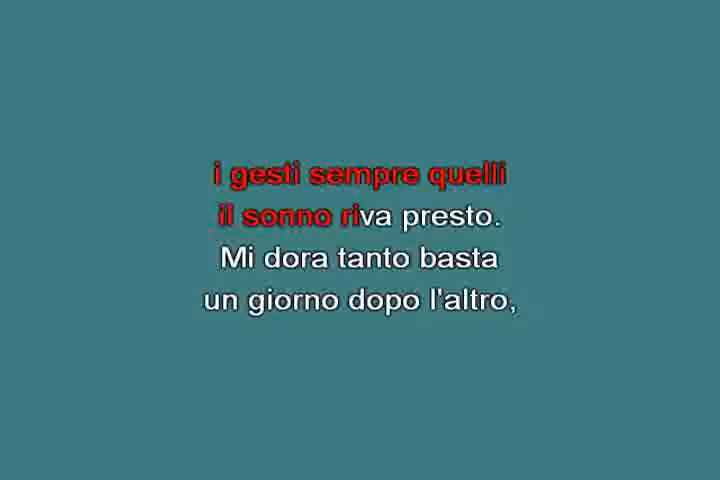 i gesti sempre quelli
il sonno riva presto.
Mi dora tanto basta
un giorno dopo l'altro,